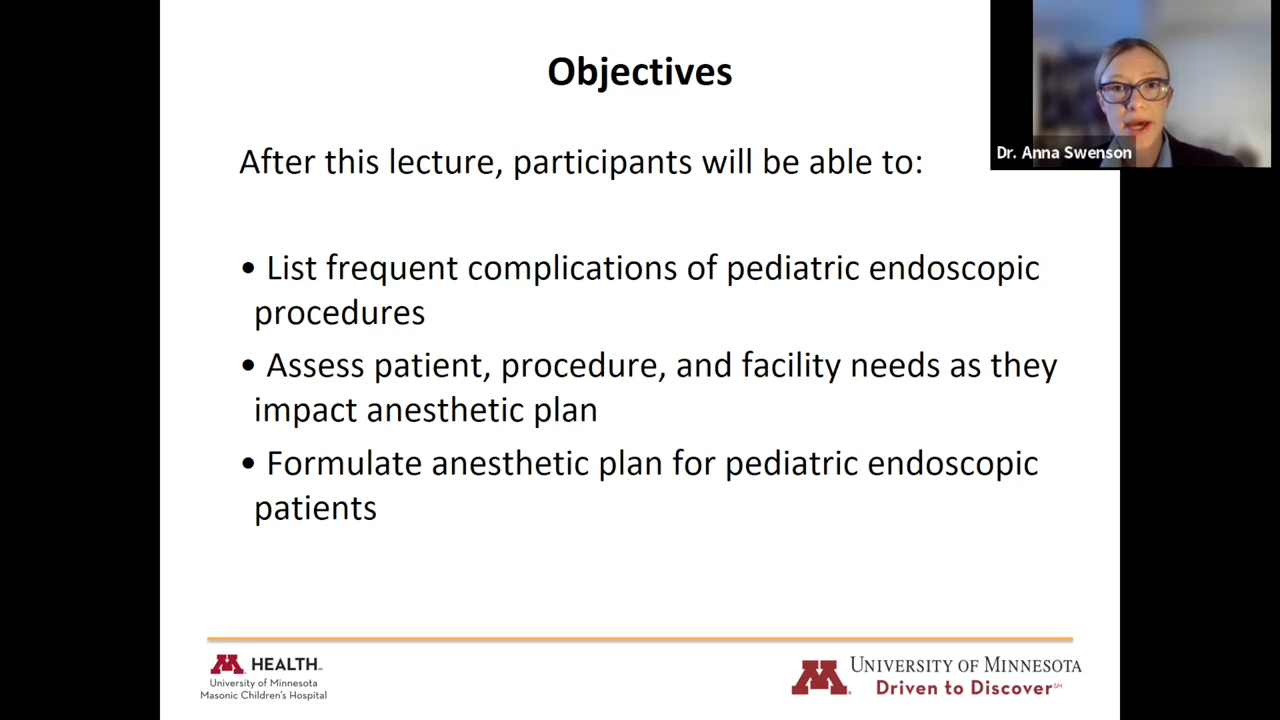 Objectives
After this lecture, participants will be able to:
• List frequent complications of pediatric endoscopic
procedures
• Assess patient, procedure, and facility needs as they
impact anesthetic plan
• Formulate anesthetic plan for pediatric endoscopic
patients
Dr. Anna Swenson
M HEALTH
University of Minnesota
Masonic Children's Hospital
M UNIVERSITY OF MINNESOTA
Driven to Discover℠